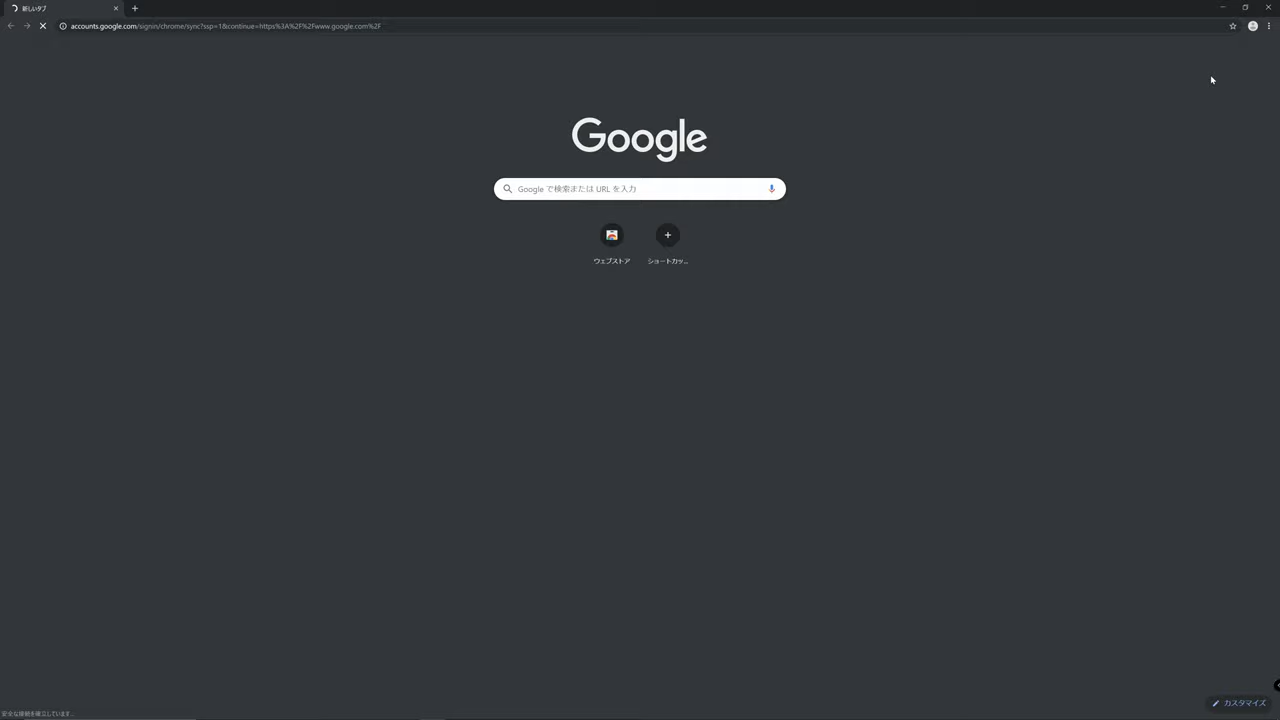 新しいタブ
accounts.google.com/signin/chrome/sync?ssp=1&continue=https%3A%2F%2Fwww.google.com%2F
Google
Google で検索または URL を入力
ウェブストア
ショートカッ...
カスタマイズ
安全な接続を確立しています...